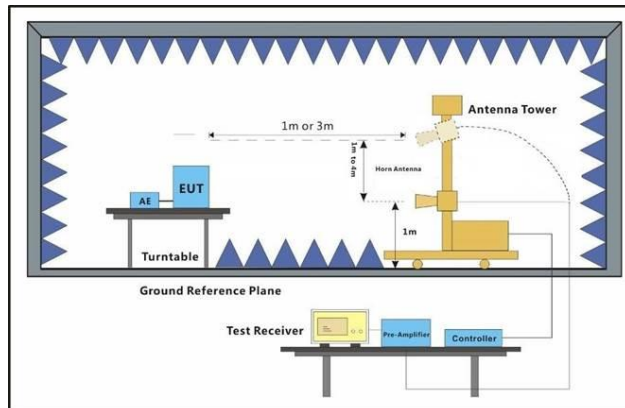 Antenna Tower
1m or 3m
1m to 4m
Horn Antenna
EUT
AE
1m
Turntable
Ground Reference Plane
Test Receiver
Pre-Amplifier
Controller